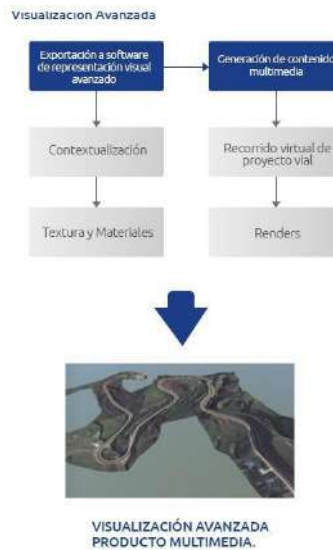 Visualización Avanzada
Exportación a software
de representación visual
avanzado
Generación de contenido
multimedia
Contextualización
Recorrido virtual de
proyecto vial
Textura y Materiales
Renders
VISUALIZACIÓN AVANZADA
PRODUCTO MULTIMEDIA.